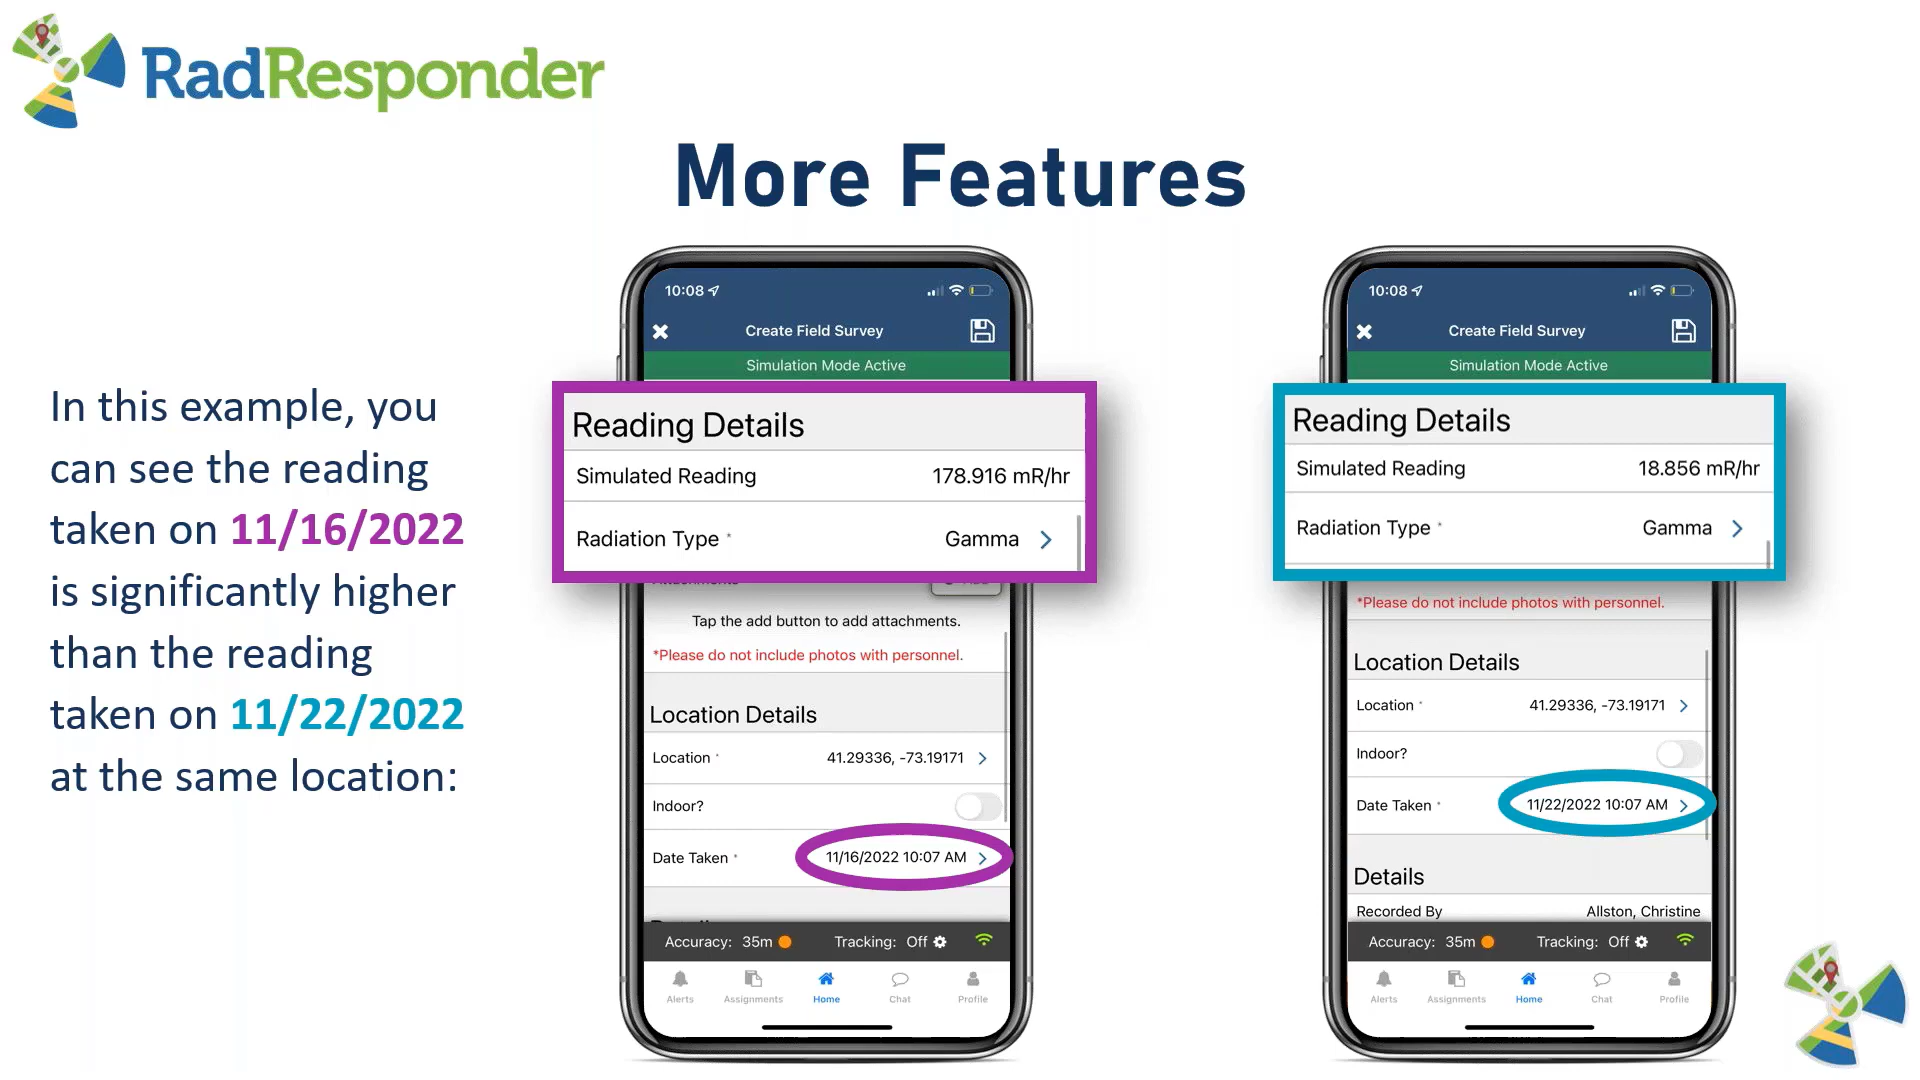 RadResponder
More Features
In this example, you
can see the reading
taken on 11/16/2022
is significantly higher
than the reading
taken on 11/22/2022
at the same location:
10:08
Create Field Survey
Simulation Mode Active
Reading Details
Simulated Reading 178.916 mR/hr
Radiation Type * Gamma
Tap the add button to add attachments.
*Please do not include photos with personnel.
Location Details
Location * 41.29336, -73.19171
Indoor?
Date Taken * 11/16/2022 10:07 AM
Accuracy: 35m Tracking: Off
Alerts Assignments Home Chat Profile
10:08
Create Field Survey
Simulation Mode Active
Reading Details
Simulated Reading 18.856 mR/hr
Radiation Type * Gamma
*Please do not include photos with personnel.
Location Details
Location * 41.29336, -73.19171
Indoor?
Date Taken * 11/22/2022 10:07 AM
Details
Recorded By Allston, Christine
Accuracy: 35m Tracking: Off
Alerts Assignments Home Chat Profile